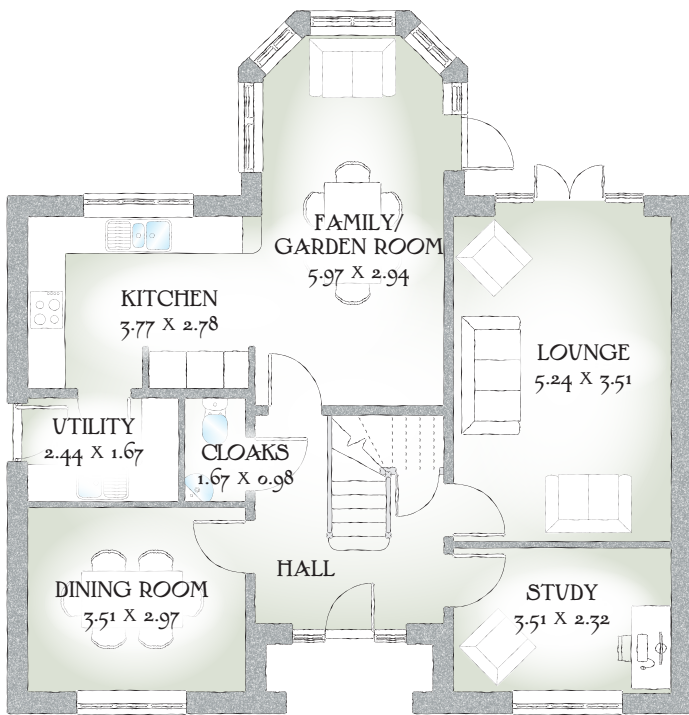 FAMILY/
GARDEN ROOM
5.97 X 2.94
KITCHEN
3.77 X 2.78
LOUNGE
5.24 X 3.51
UTILITY
2.44 X 1.67
CLOAKS
1.67 X 0.98
HALL
DINING ROOM
3.51 X 2.97
STUDY
3.51 X 2.32